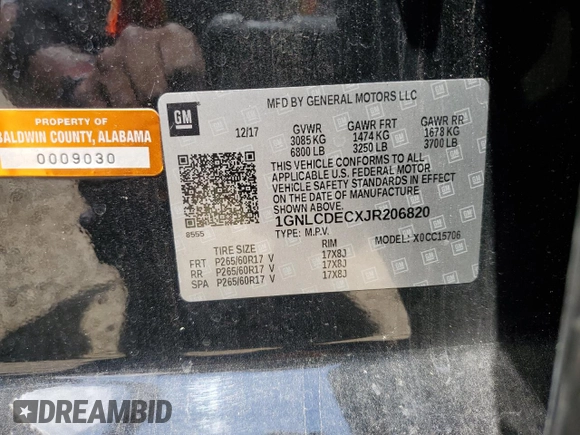 PROPERTY OF
BALDWIN COUNTY, ALABAMA
0009030
GM
MFD BY GENERAL MOTORS LLC
12/17 GVWR GAWR FRT GAWR RR
3085 KG 1474 KG 1678 KG
6800 LB 3250 LB 3700 LB
THIS VEHICLE CONFORMS TO ALL
APPLICABLE U.S. FEDERAL MOTOR
VEHICLE SAFETY STANDARDS IN EFFECT
ON THE DATE OF MANUFACTURE
SHOWN ABOVE.
1GNLCDECXJR206820
8555
TYPE: M.P.V. MODEL: X0CC15706
TIRE SIZE RIM
FRT P265/60R17 V 17X8J
RR P265/60R17 V 17X8J
SPA P265/60R17 V 17X8J
DREAMBID